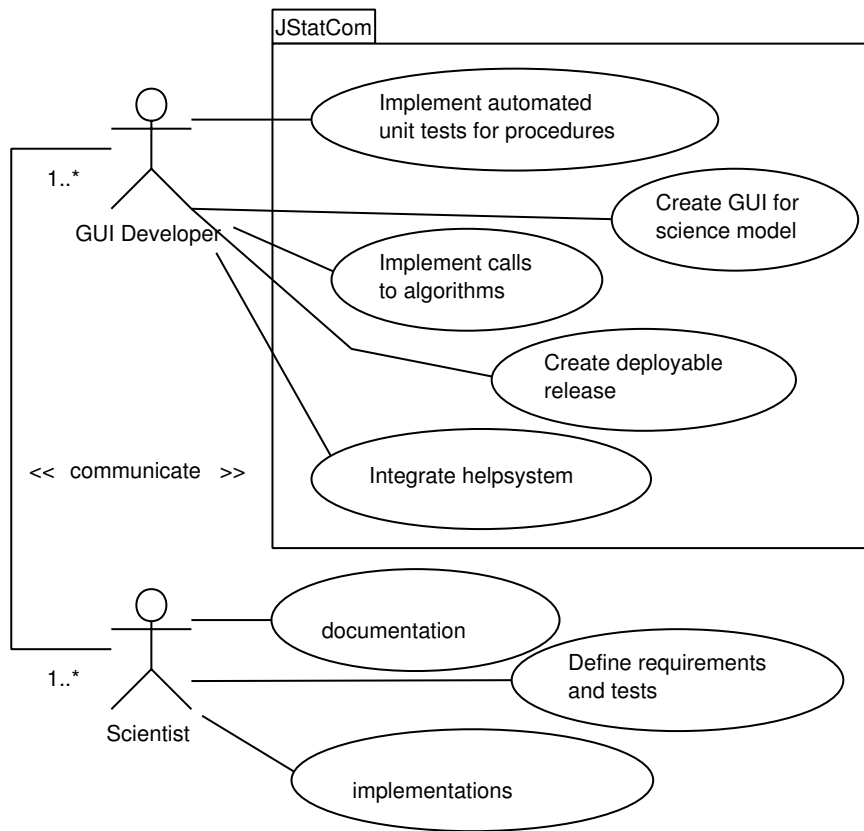 JStatCom
Implement automated
unit tests for procedures
1..*
Create GUI for
science model
GUI Developer
Implement calls
to algorithms
Create deployable
release
<< communicate >>
Integrate helpsystem
documentation
Define requirements
and tests
1..*
Scientist
implementations